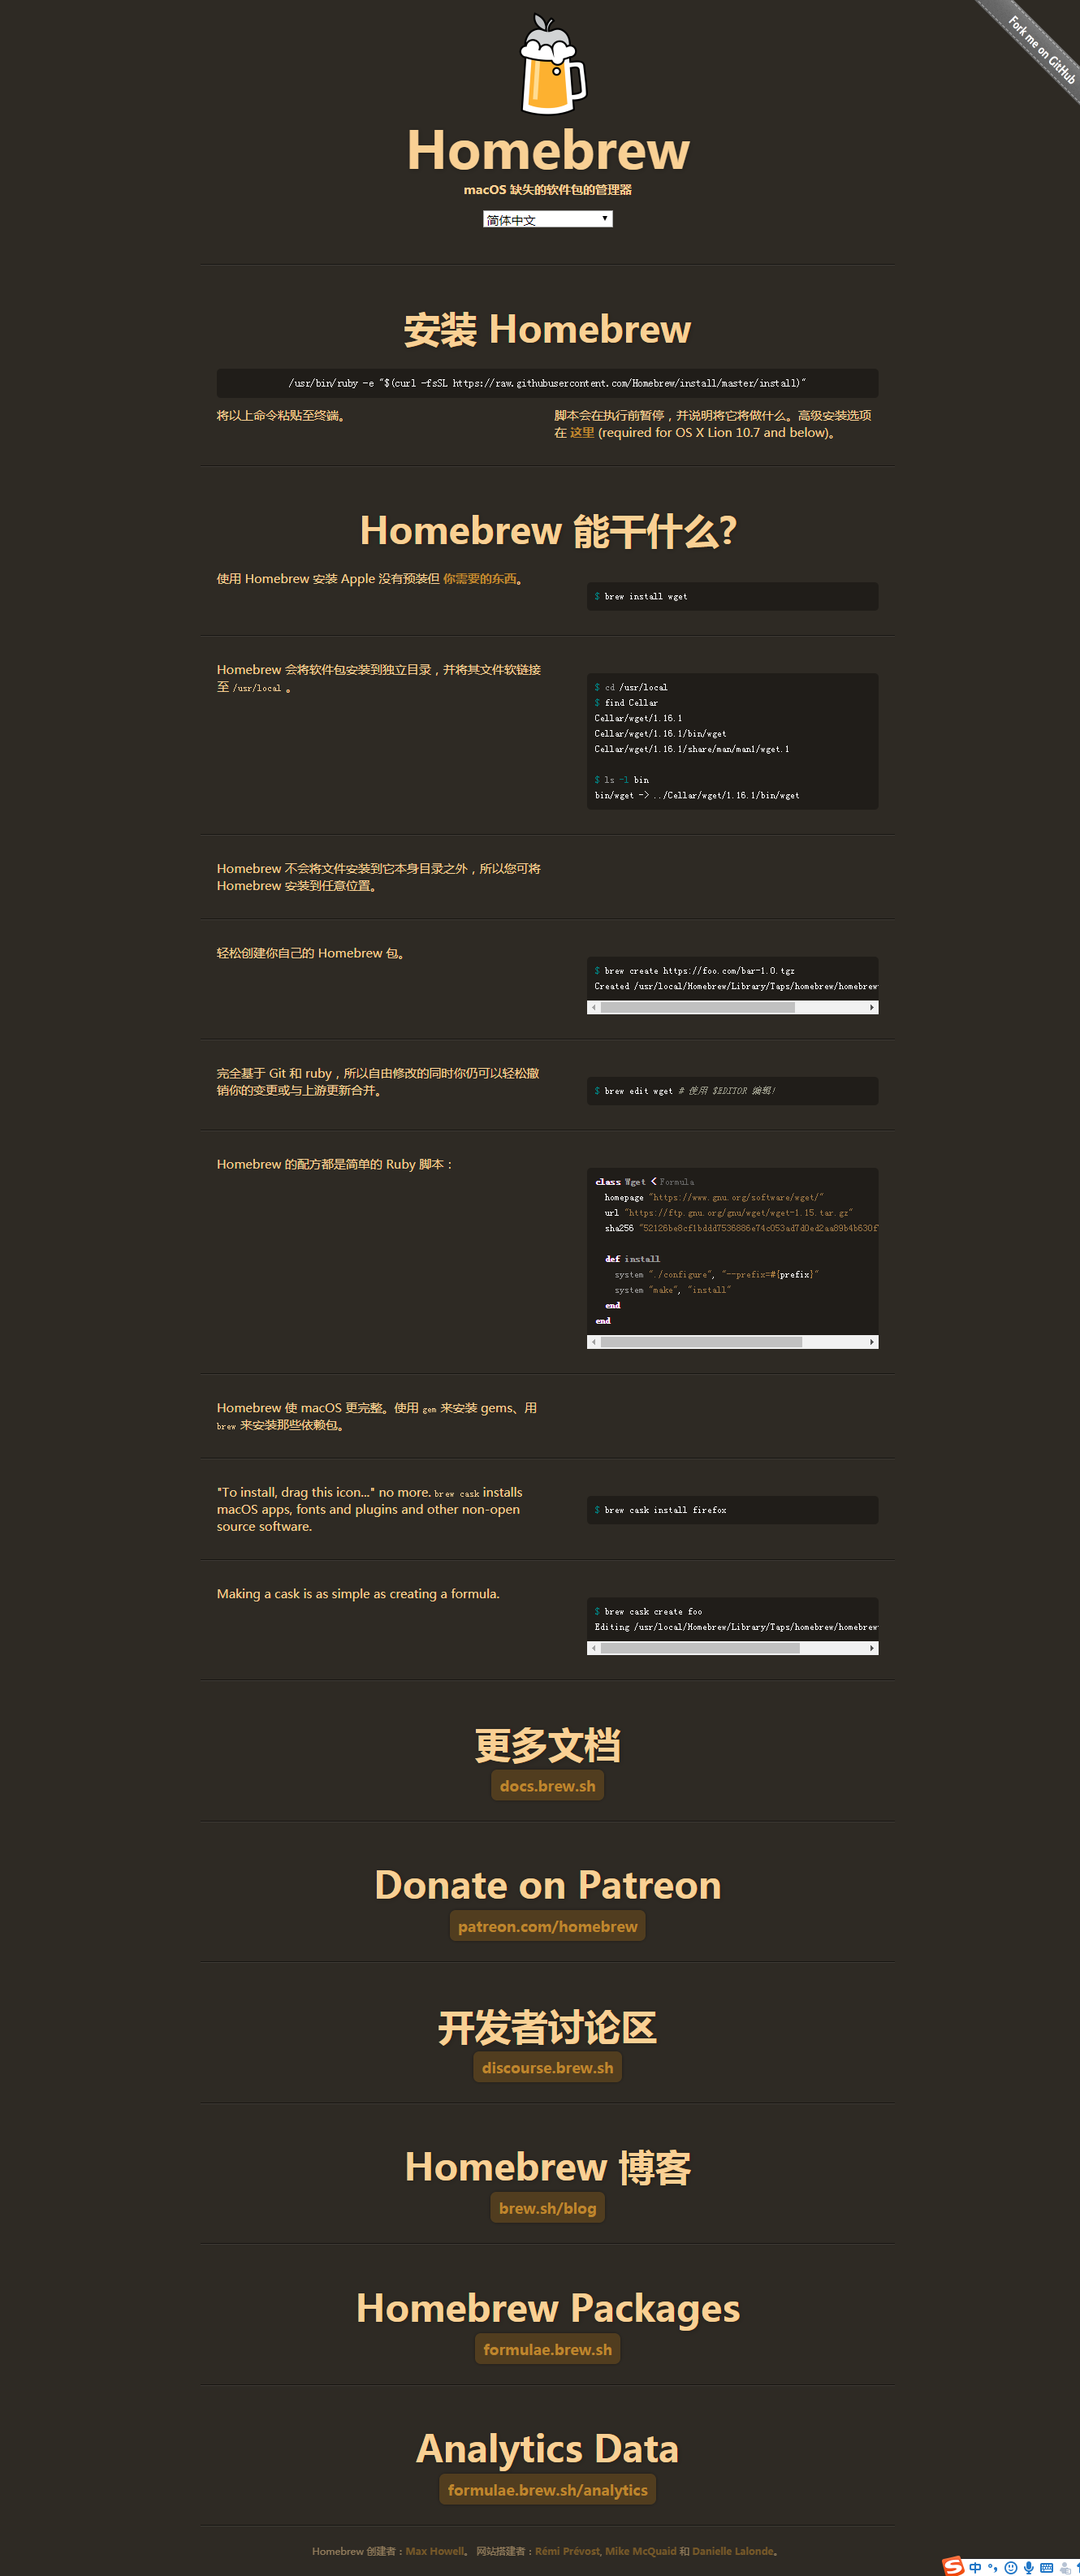 Fork me on GitHub
Homebrew
macOS 缺失的软件包的管理器
简体中文
安装 Homebrew
/usr/bin/ruby -e "$(curl -fsSL https://raw.githubusercontent.com/Homebrew/install/master/install)"
将以上命令粘贴至终端。
脚本会在执行前暂停，并说明将它将做什么。高级安装选项
在 这里 (required for OS X Lion 10.7 and below)。
Homebrew 能干什么?
使用 Homebrew 安装 Apple 没有预装但 你需要的东西。
$ brew install wget
Homebrew 会将软件包安装到独立目录，并将其文件软链接
至 /usr/local 。
$ cd /usr/local
$ find Cellar
Cellar/wget/1.16.1
Cellar/wget/1.16.1/bin/wget
Cellar/wget/1.16.1/share/man/man1/wget.1
$ ls -l bin
bin/wget -> ../Cellar/wget/1.16.1/bin/wget
Homebrew 不会将文件安装到它本身目录之外，所以您可将
Homebrew 安装到任意位置。
轻松创建你自己的 Homebrew 包。
$ brew create https://foo.com/bar-1.0.tgz
Created /usr/local/Homebrew/Library/Taps/homebrew/homebrew
完全基于 Git 和 ruby，所以自由修改的同时你仍可以轻松撤
销你的变更或与上游更新合并。
$ brew edit wget # 使用 $EDITOR 编辑!
Homebrew 的配方都是简单的 Ruby 脚本：
class Wget < Formula
homepage "https://www.gnu.org/software/wget/"
url "https://ftp.gnu.org/gnu/wget/wget-1.15.tar.gz"
sha256 "52126be8cf1bddd7536886e74c053ad7d0ed2aa89b4b630f
def install
system "./configure", "--prefix=#{prefix}"
system "make", "install"
end
end
Homebrew 使 macOS 更完整。使用 gem 来安装 gems、用
brew 来安装那些依赖包。
"To install, drag this icon..." no more. brew cask installs
macOS apps, fonts and plugins and other non-open
source software.
$ brew cask install firefox
Making a cask is as simple as creating a formula.
$ brew cask create foo
Editing /usr/local/Homebrew/Library/Taps/homebrew/homebrew
更多文档
docs.brew.sh
Donate on Patreon
patreon.com/homebrew
开发者讨论区
discourse.brew.sh
Homebrew 博客
brew.sh/blog
Homebrew Packages
formulae.brew.sh
Analytics Data
formulae.brew.sh/analytics
Homebrew 创建者：Max Howell。 网站搭建者：Rémi Prévost, Mike McQuaid 和 Danielle Lalonde。
S 中